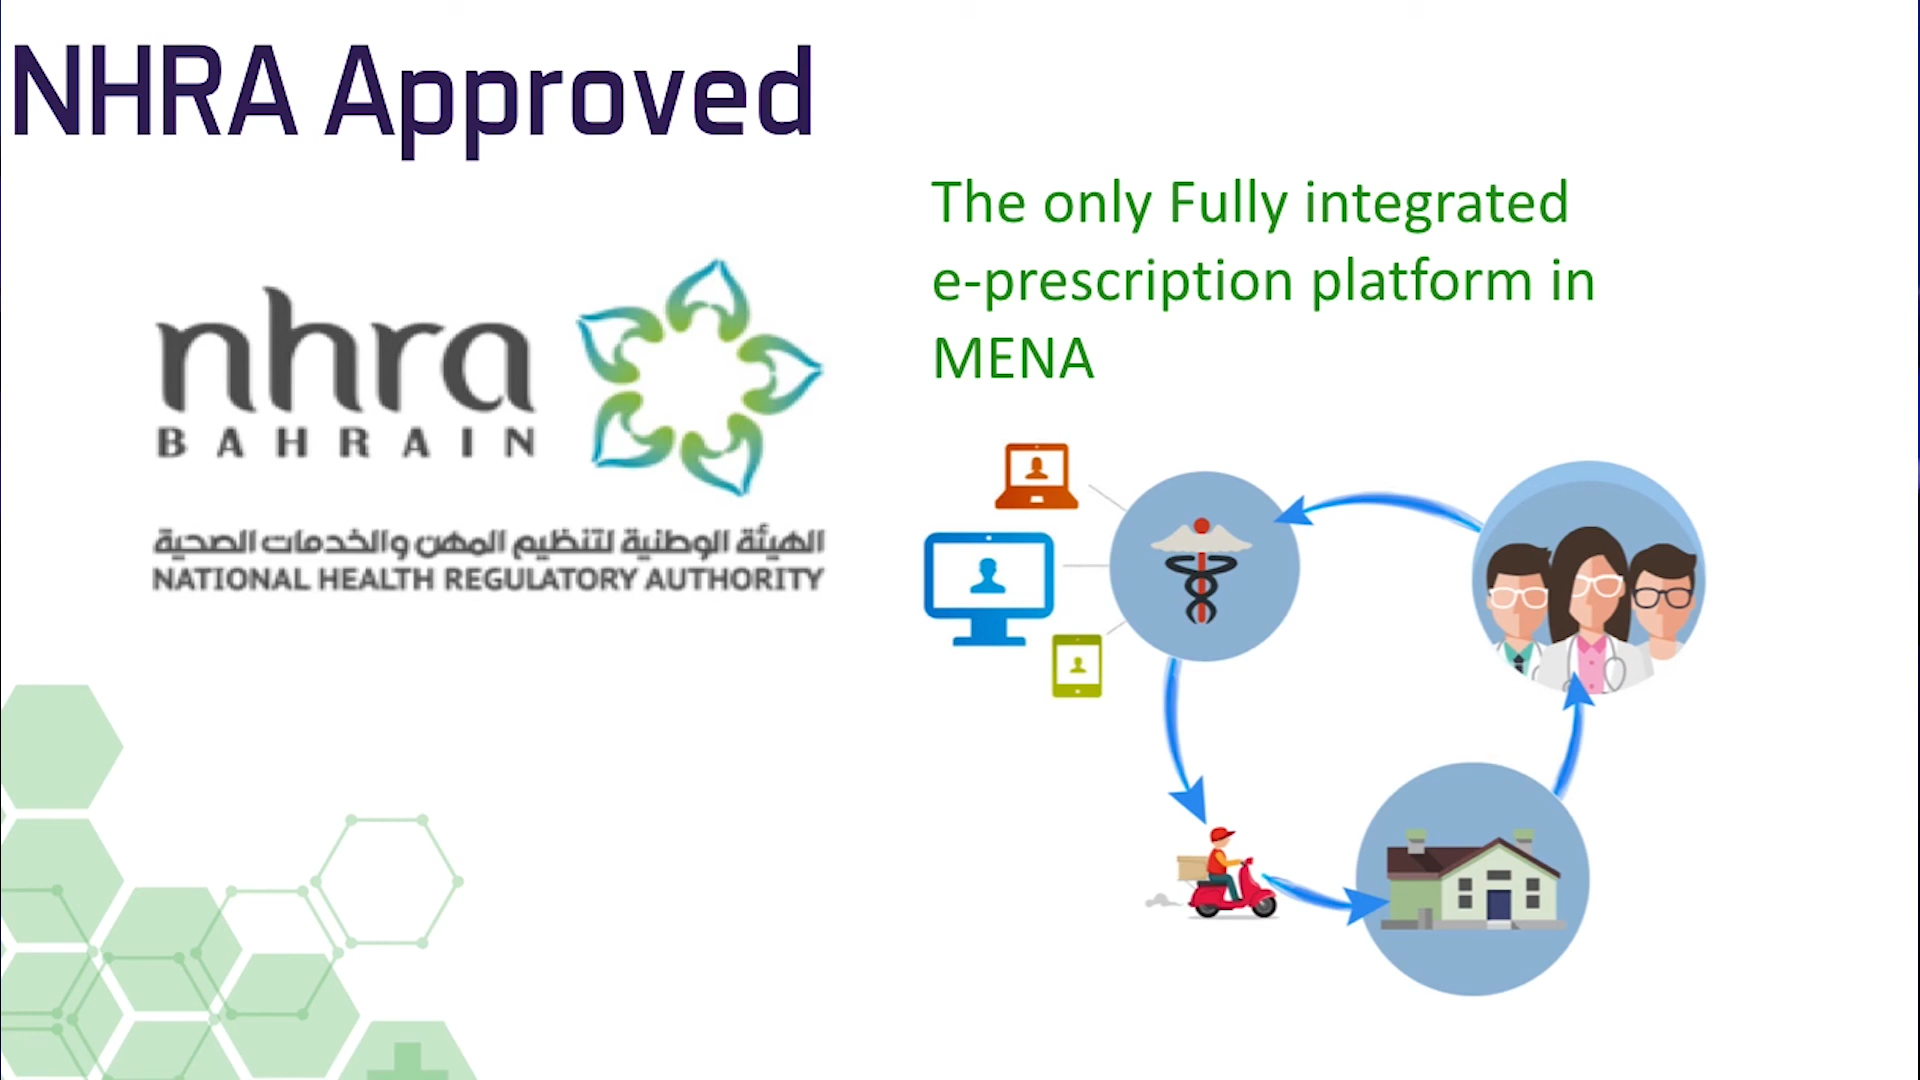 NHRA Approved
The only Fully integrated
e-prescription platform in
MENA
nhra
BAHRAIN
الهيئة الوطنية لتنظيم المهن والخدمات الصحية
NATIONAL HEALTH REGULATORY AUTHORITY